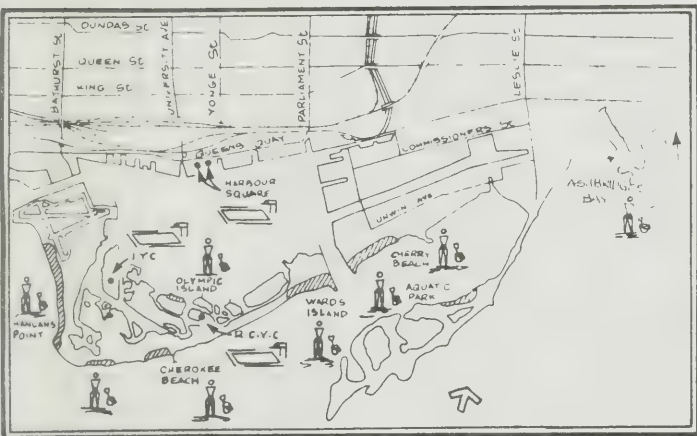 DUNDAS St
QUEEN St
KING St
BATHURST St
UNIVERSITY AVE
YONGE St
PARLIAMENT St
LESLIE St
QUEENS QUAY
COMMISSIONERS St
HARBOUR
SQUARE
UNWIN AVE
BAY
I Y C
OLYMPIC
ISLAND
CHERRY
BEACH
HANLANS
POINT
WARDS
ISLAND
AQUATIC
PARK
R.C.Y.C
CHEROKEE
BEACH